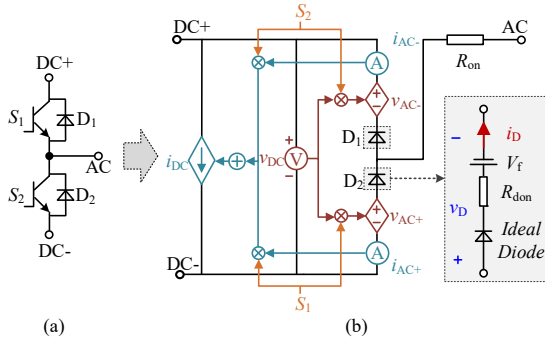 DC+
S1
D1
AC
S2
D2
DC-
(a)
S2
DC+
iAC-
AC
A
Ron
vAC-
D1
iDC
vDC
V
D2
vAC+
A
iAC+
DC-
S1
(b)
iD
Vf
Rdon
vD
Ideal
Diode